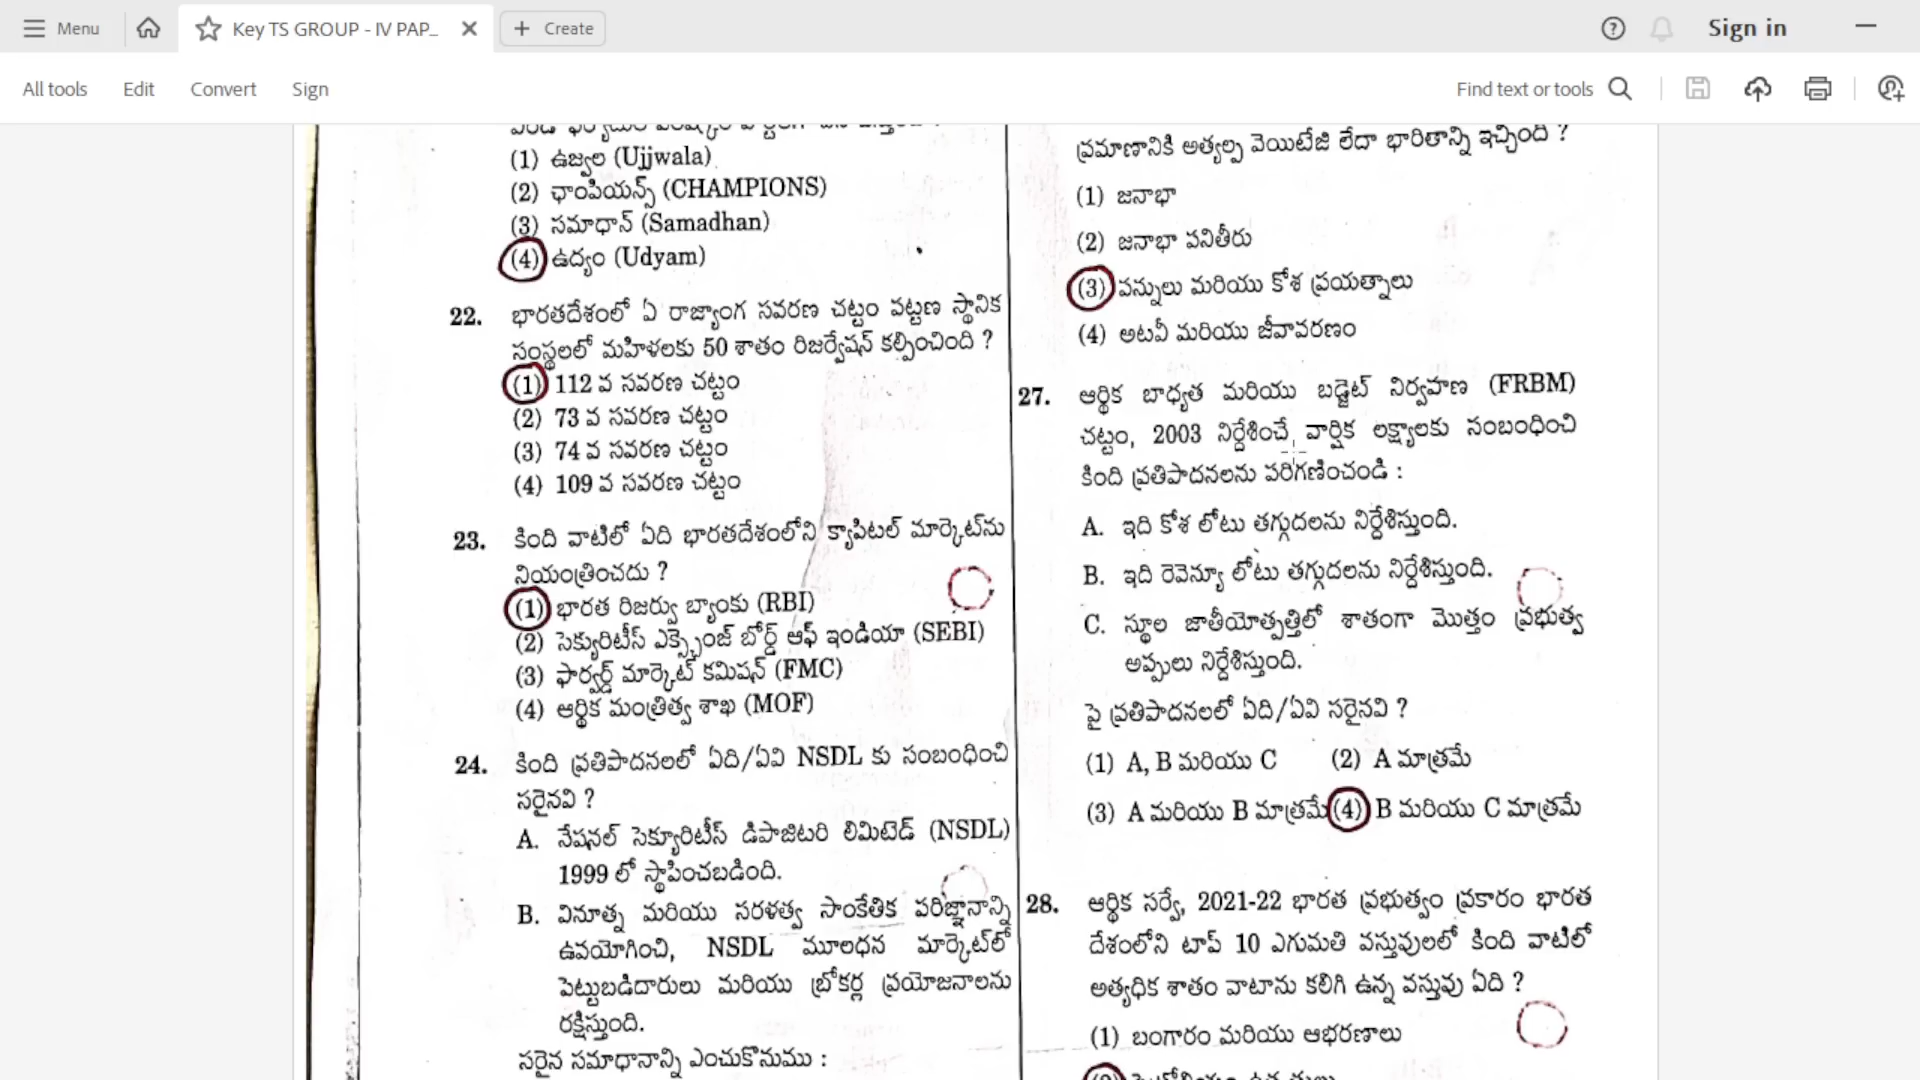 Menu
Key TS GROUP - IV PAP_
Create
Sign in
All tools
Edit
Convert
Sign
Find text or tools
(1) ఉజ్వల (Ujjwala)
(2) ఛాంపియన్స్ (CHAMPIONS)
(3) సమాధాన్ (Samadhan)
(4) ఉద్యం (Udyam)
22. భారతదేశంలో ఏ రాజ్యాంగ సవరణ చట్టం పట్టణ స్థానిక
సంస్థలలో మహిళలకు 50 శాతం రిజర్వేషన్ కల్పించింది ?
(1) 112 వ సవరణ చట్టం
(2) 73 వ సవరణ చట్టం
(3) 74 వ సవరణ చట్టం
(4) 109 వ సవరణ చట్టం
23. కింది వాటిలో ఏది భారతదేశంలోని క్యాపిటల్ మార్కెట్‌ను
నియంత్రించదు ?
(1) భారత రిజర్వు బ్యాంకు (RBI)
(2) సెక్యురిటీస్ ఎక్స్ఛెంజ్ బోర్డ్ ఆఫ్ ఇండియా (SEBI)
(3) ఫార్వర్డ్ మార్కెట్ కమిషన్ (FMC)
(4) ఆర్థిక మంత్రిత్వ శాఖ (MOF)
24. కింది ప్రతిపాదనలలో ఏది/ఏవి NSDL కు సంబంధించి
సరైనవి ?
A. నేషనల్ సెక్యూరిటీస్ డిపాజిటరి లిమిటెడ్ (NSDL)
1999 లో స్థాపించబడింది.
B. వినూత్న మరియు సరళత్వ సాంకేతిక పరిజ్ఞానాన్ని
ఉపయోగించి, NSDL మూలధన మార్కెట్‌లో
పెట్టుబడిదారులు మరియు బ్రోకర్ల ప్రయోజనాలను
రక్షిస్తుంది.
సరైన సమాధానాన్ని ఎంచుకొనుము :
ప్రమాణానికి అత్యల్ప వెయిటేజి లేదా భారితాన్ని ఇచ్చింది ?
(1) జనాభా
(2) జనాభా పనితీరు
(3) పన్నులు మరియు కోశ ప్రయత్నాలు
(4) అటవీ మరియు జీవావరణం
27. ఆర్థిక బాధ్యత మరియు బడ్జెట్ నిర్వహణ (FRBM)
చట్టం, 2003 నిర్దేశించే వార్షిక లక్ష్యాలకు సంబంధించి
కింది ప్రతిపాదనలను పరిగణించండి :
A. ఇది కోశ లోటు తగ్గుదలను నిర్దేశిస్తుంది.
B. ఇది రెవెన్యూ లోటు తగ్గుదలను నిర్దేశిస్తుంది.
C. స్థూల జాతీయోత్పత్తిలో శాతంగా మొత్తం ప్రభుత్వ
అప్పులు నిర్దేశిస్తుంది.
పై ప్రతిపాదనలలో ఏది/ఏవి సరైనవి ?
(1) A, B మరియు C (2) A మాత్రమే
(3) A మరియు B మాత్రమే (4) B మరియు C మాత్రమే
28. ఆర్థిక సర్వే, 2021-22 భారత ప్రభుత్వం ప్రకారం భారత
దేశంలోని టాప్ 10 ఎగుమతి వస్తువులలో కింది వాటిలో
అత్యధిక శాతం వాటాను కలిగి ఉన్న వస్తువు ఏది ?
(1) బంగారం మరియు ఆభరణాలు